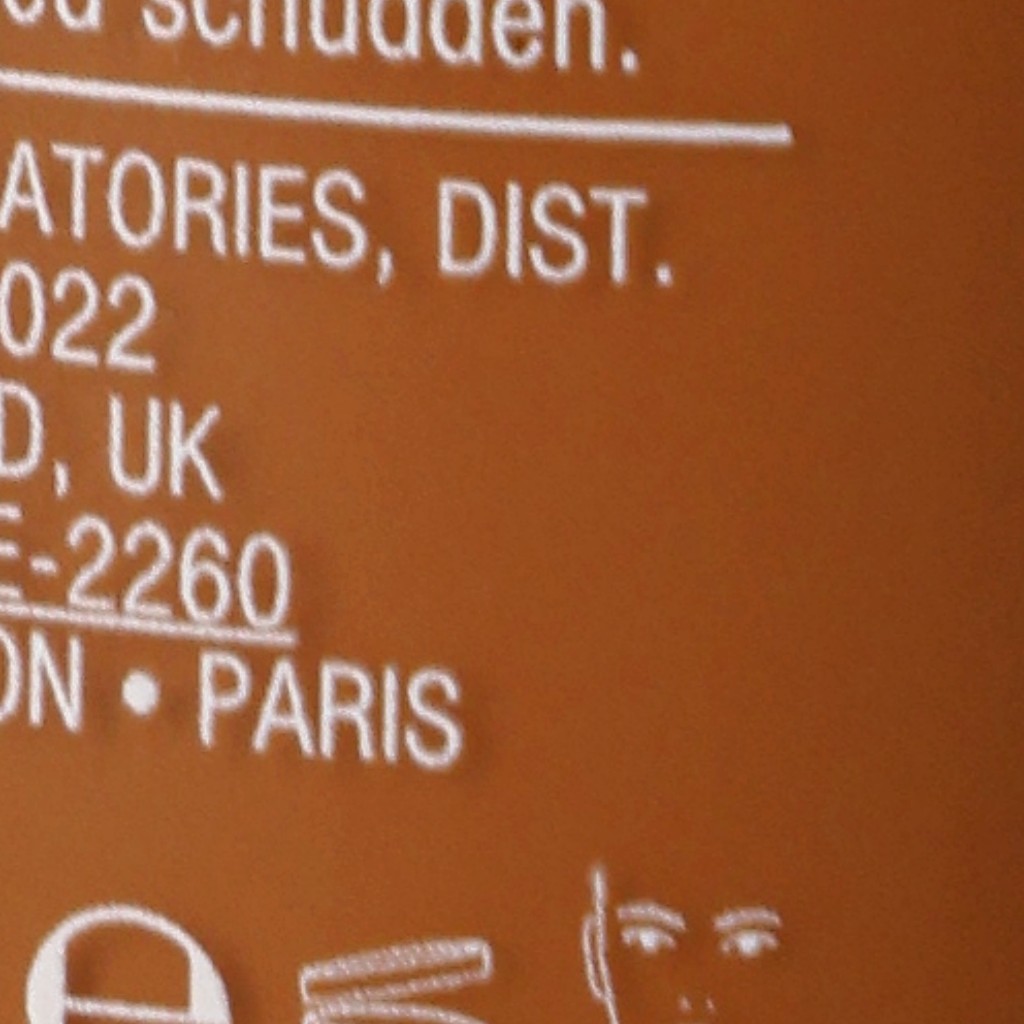 schudden.
ATORIES, DIST.
022
D, UK
E-2260
ON • PARIS